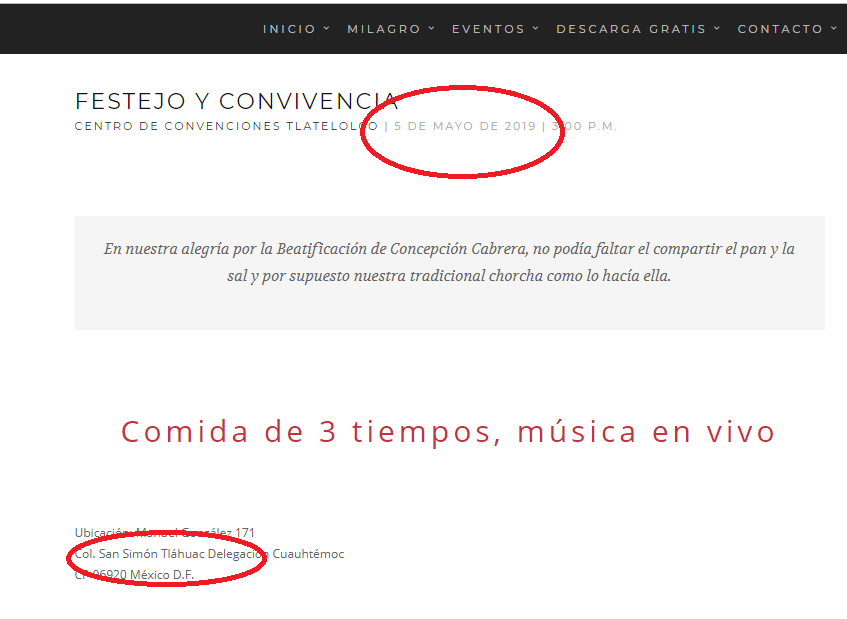 INICIO MILAGRO EVENTOS DESCARGA GRATIS CONTACTO
FESTEJO Y CONVIVENCIA
CENTRO DE CONVENCIONES TLATELOLCO | 5 DE MAYO DE 2019 | 3:00 P.M.
En nuestra alegría por la Beatificación de Concepción Cabrera, no podía faltar el compartir el pan y la
sal y por supuesto nuestra tradicional chorcha como lo hacía ella.
Comida de 3 tiempos, música en vivo
Ubicación: Manuel González 171
Col. San Simón Tláhuac Delegación Cuauhtémoc
CP 06920 México D.F.